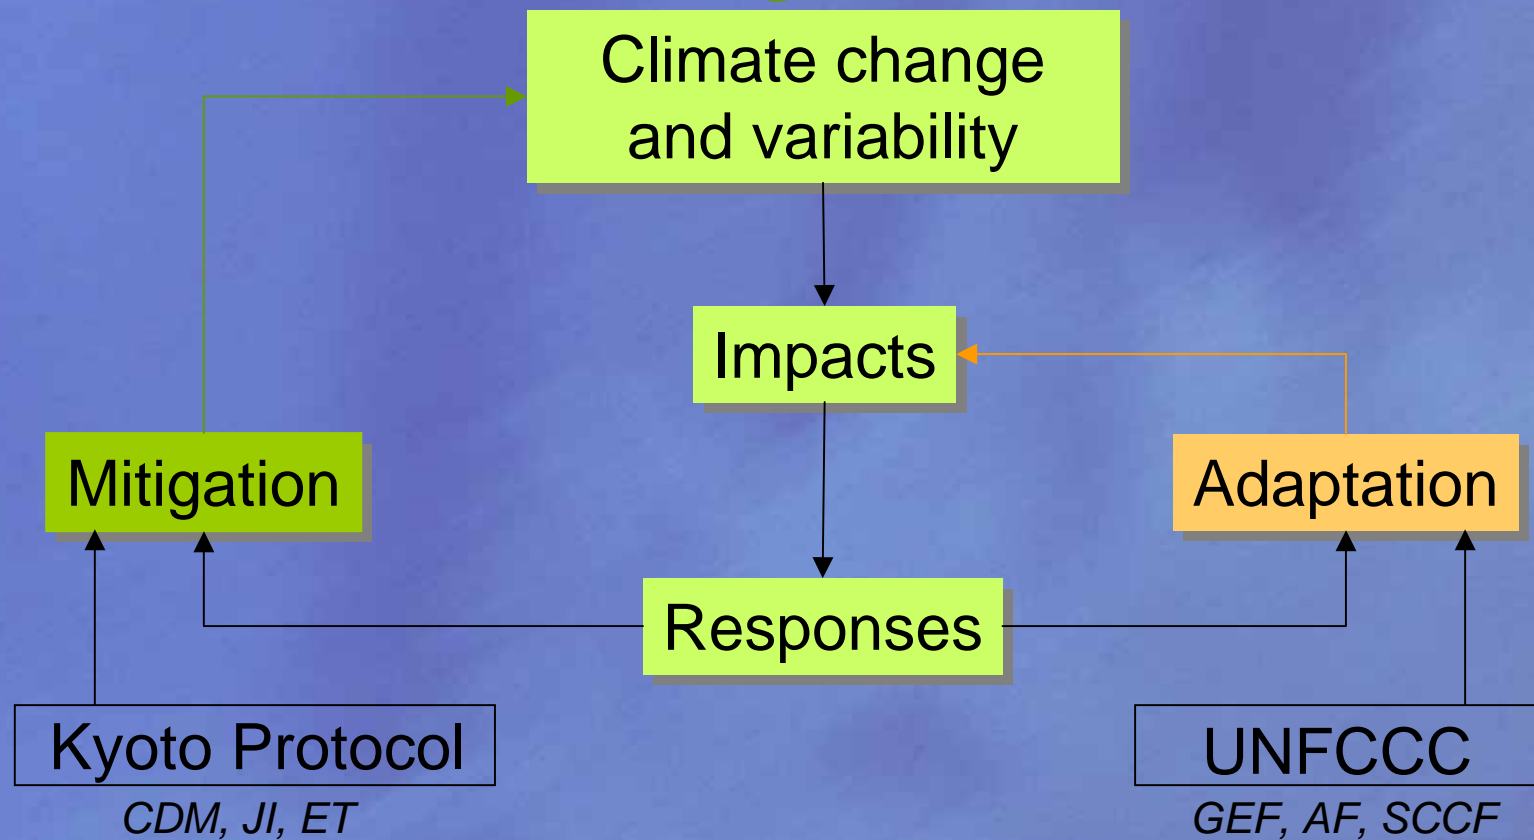 Climate change
and variability
Impacts
Mitigation
Adaptation
Responses
Kyoto Protocol
UNFCCC
CDM, JI, ET
GEF, AF, SCCF